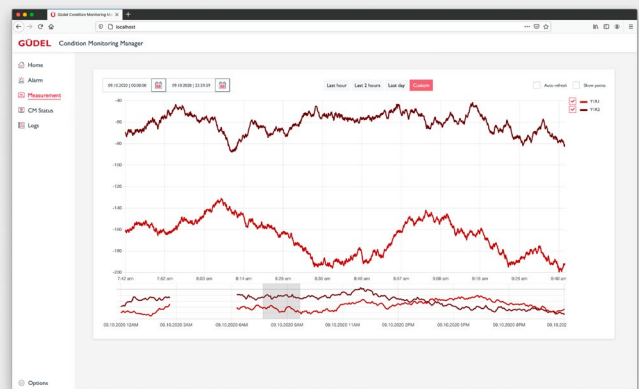 Güdel Condition Monitoring M
localhost
GÜDEL Condition Monitoring Manager
Home
Alarm
Measurement
CM Status
Logs
Options
09.10.2020 | 00:00:00
09.10.2020 | 23:59:59
Last hour Last 2 hours Last day Custom
Auto refresh Show points
Y1R1
Y1R2
-40
-60
-80
-100
-120
-140
-160
-180
-200
7:42 am 7:52 am 8:03 am 8:14 am 8:25 am 8:35 am 8:46 am 8:57 am 9:08 am 9:18 am 9:29 am 9:40 am
09.10.2020 12AM 09.10.2020 3AM 09.10.2020 6AM 09.10.2020 9AM 09.10.2020 11AM 09.10.2020 2PM 09.10.2020 5PM 09.10.2020 8PM